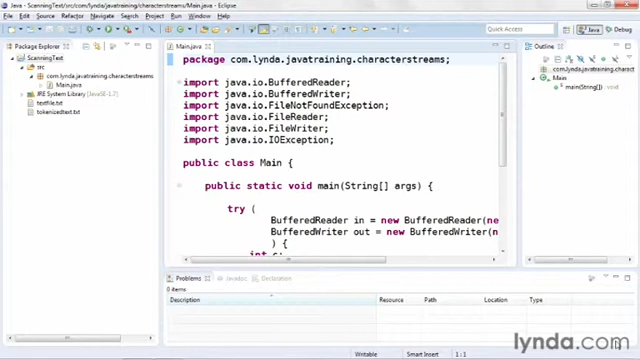 Java - ScanningText/src/com/lynda/javatraining/characterstreams/Main.java - Eclipse
File Edit Source Refactor Navigate Search Project Run Window Help
Quick Access
Java
Debug
Package Explorer
ScanningText
src
com.lynda.javatraining.characterstreams
Main.java
JRE System Library [JavaSE-1.7]
textfile.txt
tokenizedtext.txt
Main.java
package com.lynda.javatraining.characterstreams;
import java.io.BufferedReader;
import java.io.BufferedWriter;
import java.io.FileNotFoundException;
import java.io.FileReader;
import java.io.FileWriter;
import java.io.IOException;
public class Main {
public static void main(String[] args) {
try (
BufferedReader in = new BufferedReader(ne
BufferedWriter out = new BufferedWriter(n
) {
int c;
Outline
com.lynda.javatraining.charact
Main
main(String[]) : void
Problems
Javadoc
Declaration
0 items
Description Resource Path Location Type
Writable Smart Insert 1:1
lynda.com